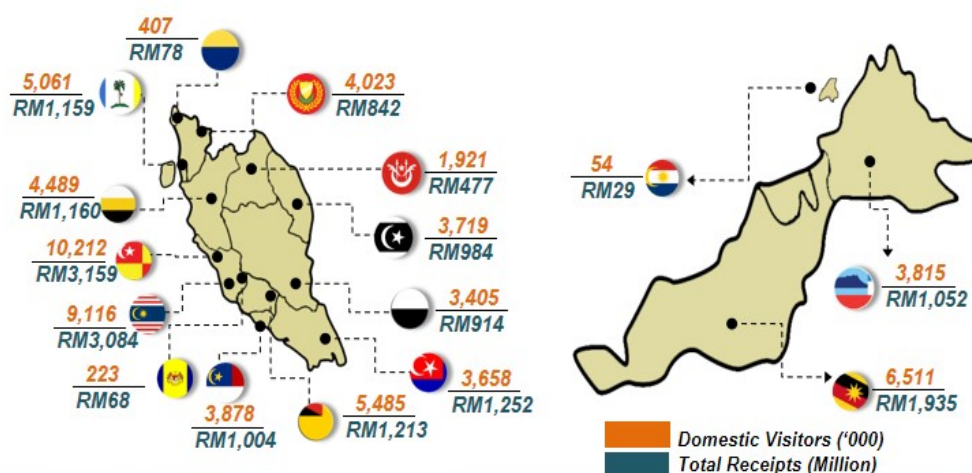 407
RM78
5,061
RM1,159
4,023
RM842
4,489
RM1,160
1,921
RM477
10,212
RM3,159
3,719
RM984
9,116
RM3,084
3,405
RM914
223
RM68
3,878
RM1,004
5,485
RM1,213
3,658
RM1,252
54
RM29
3,815
RM1,052
6,511
RM1,935
Domestic Visitors ('000)
Total Receipts (Million)